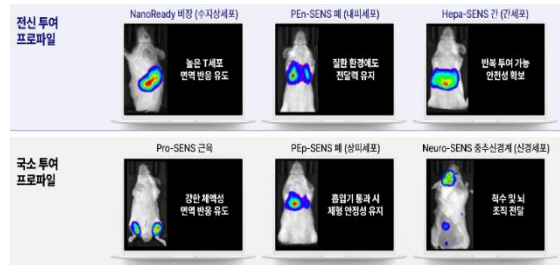 전신 투여
프로파일
NanoReady 비장 (수지상세포)
높은 T세포
면역 반응 유도
PEn-SENS 폐 (내피세포)
질환 환경에도
전달력 유지
Hepa-SENS 간 (간세포)
반복 투여 가능
안전성 확보
국소 투여
프로파일
Pro-SENS 근육
강한 체액성
면역 반응 유도
PEp-SENS 폐 (상피세포)
흡입기 통과 시
제형 안정성 유지
Neuro-SENS 중추신경계 (신경세포)
척수 및 뇌
조직 전달